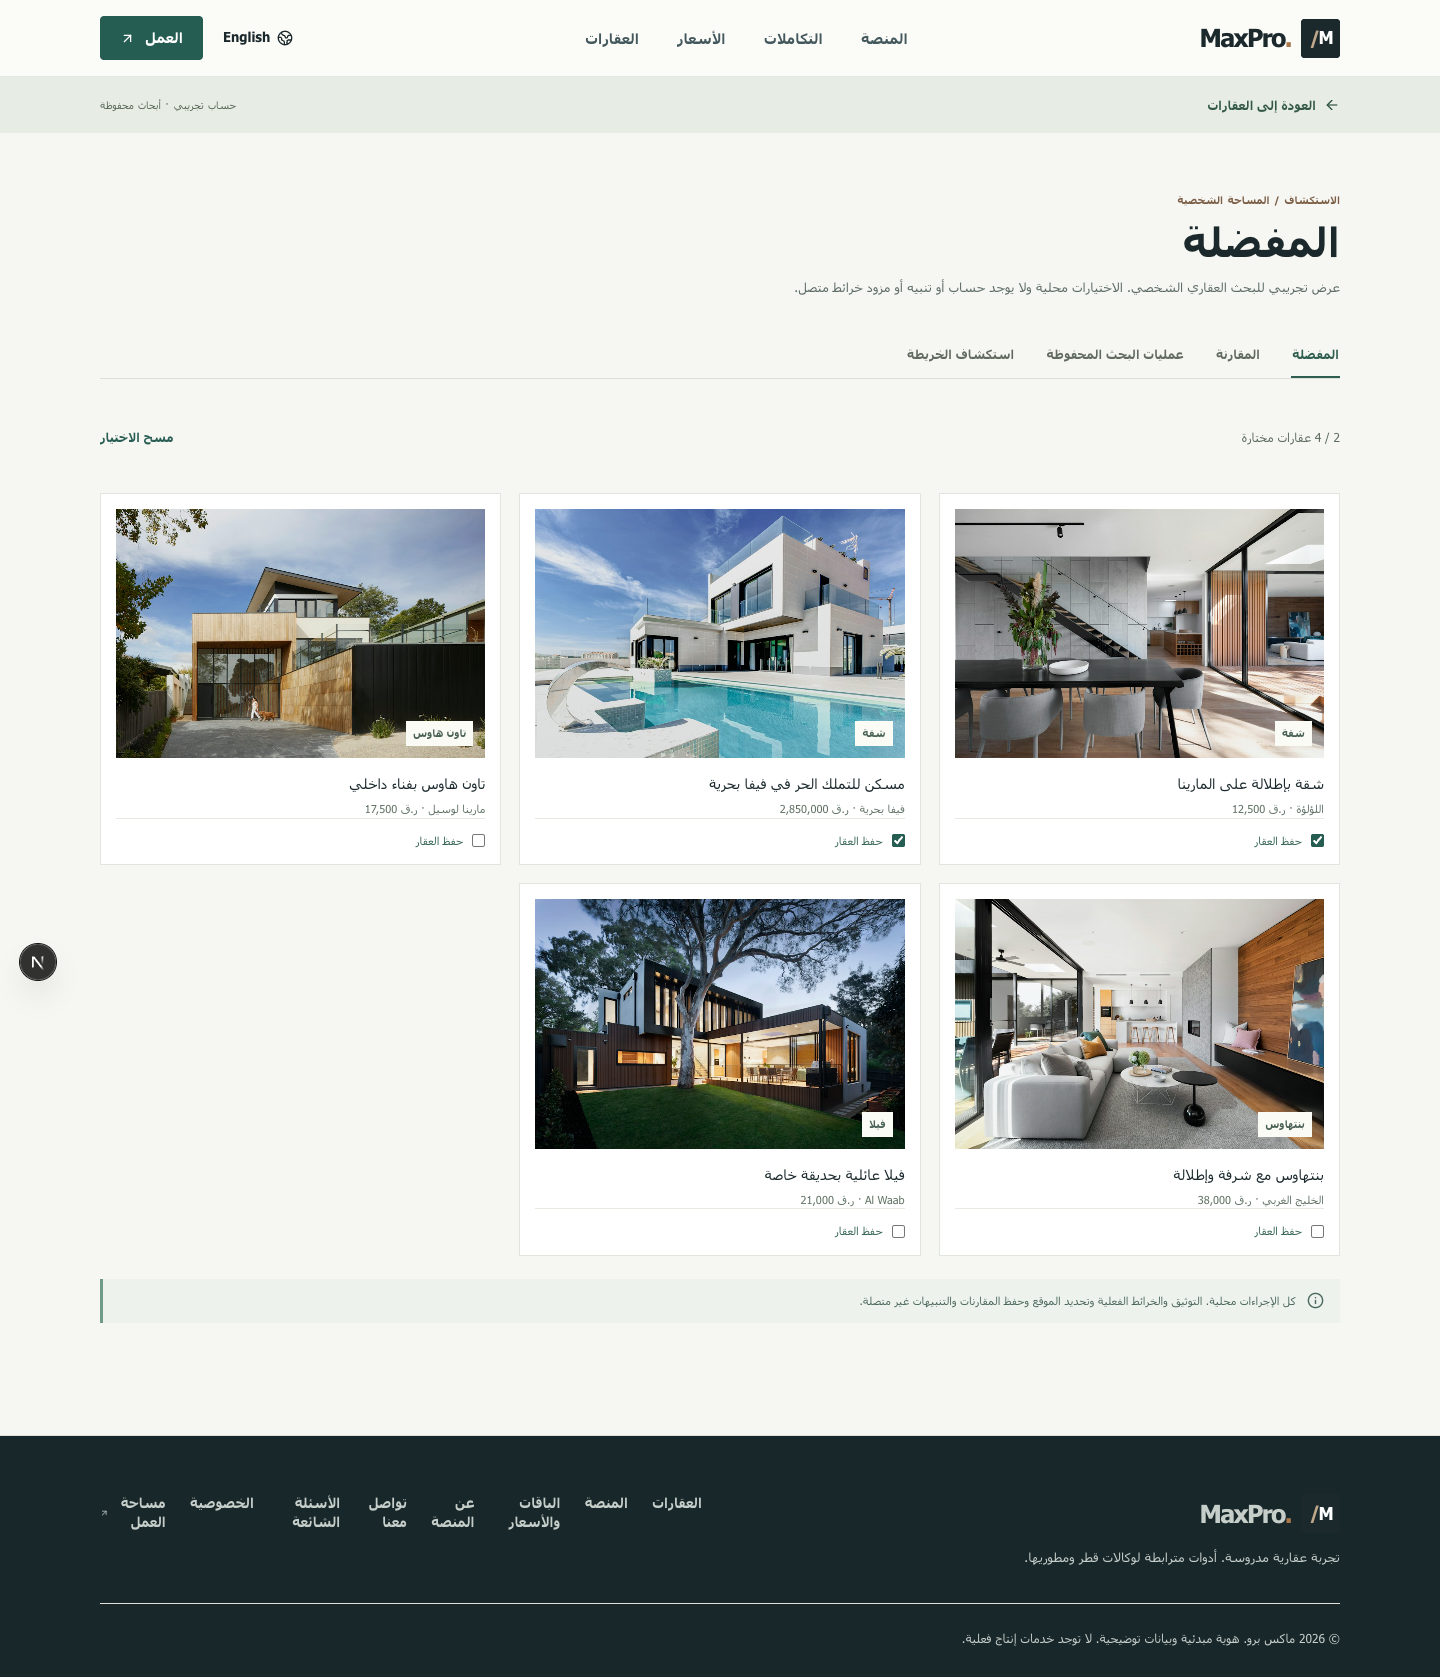 M/ MaxPro.
المنصة
التكاملات
الأسعار
العقارات
English
العمل
العودة إلى العقارات
حساب تجريبي · أبحاث محفوظة
الاستكشاف / المساحة الشخصية
المفضلة
عرض تجريبي للبحث العقاري الشخصي. الاختيارات محلية ولا يوجد حساب أو تنبيه أو مزود خرائط متصل.
المفضلة
المقارنة
عمليات البحث المحفوظة
استكشاف الخريطة
2 / 4 عقارات مختارة
مسح الاختيار
شقة
شقة بإطلالة على المارينا
اللؤلؤة · ر.ق 12,500
حفظ العقار
شقة
مسكن للتملك الحر في فيفا بحرية
فيفا بحرية · ر.ق 2,850,000
حفظ العقار
تاون هاوس
تاون هاوس بفناء داخلي
مارينا لوسيل · ر.ق 17,500
حفظ العقار
بنتهاوس
بنتهاوس مع شرفة وإطلالة
الخليج الغربي · ر.ق 38,000
حفظ العقار
فيلا
فيلا عائلية بحديقة خاصة
Al Waab · ر.ق 21,000
حفظ العقار
كل الإجراءات محلية. التوثيق والخرائط الفعلية وتحديد الموقع وحفظ المقارنات والتنبيهات غير متصلة.
M/ MaxPro.
تجربة عقارية مدروسة. أدوات مترابطة لوكالات قطر ومطوريها.
العقارات
المنصة
الباقات
والأسعار
عن
المنصة
تواصل
معنا
الأسئلة
الشائعة
الخصوصية
مساحة
العمل
© 2026 ماكس برو. هوية مبدئية وبيانات توضيحية. لا توجد خدمات إنتاج فعلية.